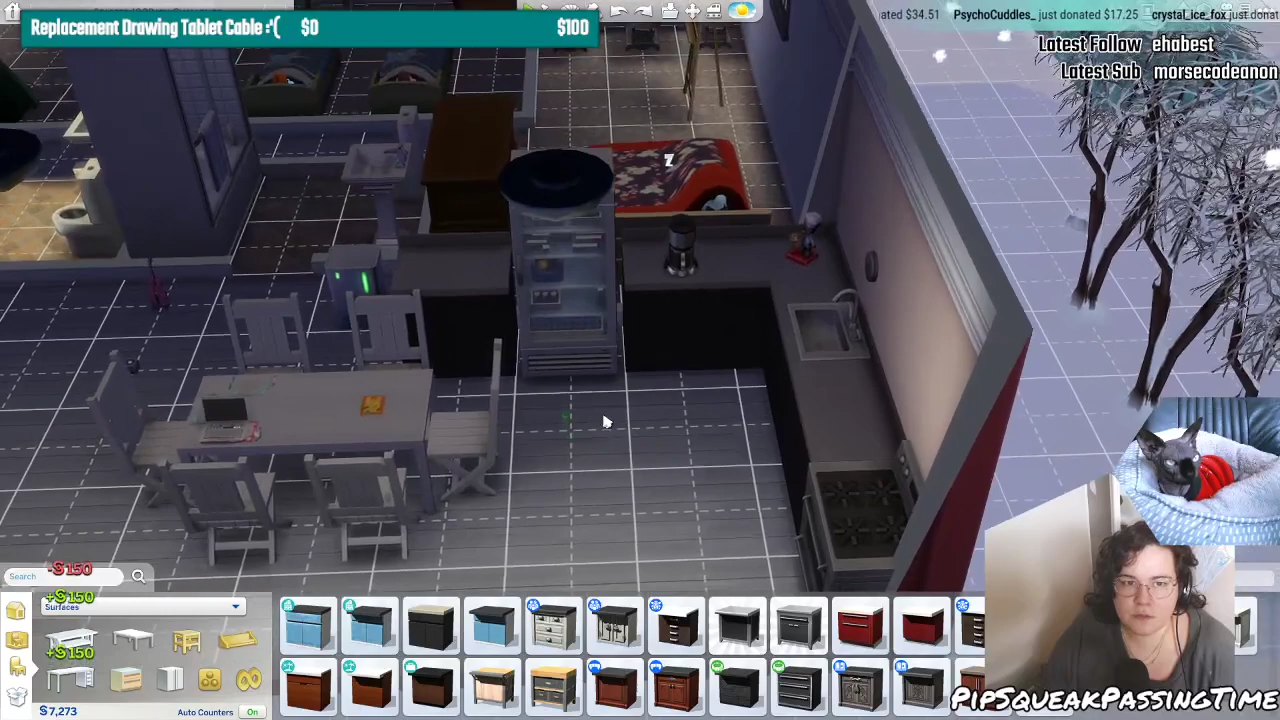 Replacement Drawing Tablet Cable :'( $0 $100
ated $34.51 PsychoCuddles_ just donated $17.25 crystal_ice_fox just donat
Latest Follow ehabest
Latest Sub morsecodeanon
z
Search
-$150
+$150
Surfaces
+$150
$7,273
Auto Counters On
PipSqueakPassingTime